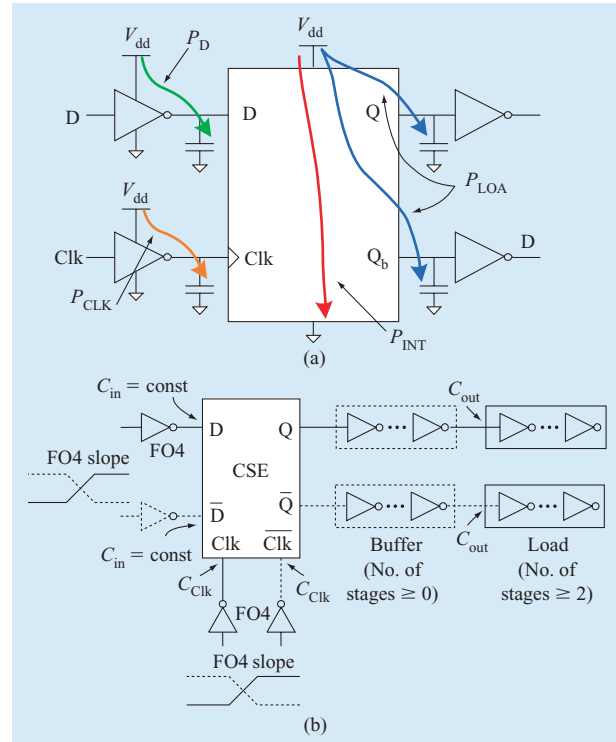 V_dd
P_D
V_dd
D
D
Q
P_LOA
V_dd
Clk
Clk
Q_b
D
P_CLK
P_INT
(a)
C_in = const
C_out
D
Q
FO4
CSE
FO4 slope
D̅
Q̅
C_in = const
Clk
C̅l̅k̅
C_out
Buffer
(No. of
stages ≥ 0)
Load
(No. of
stages ≥ 2)
C_Clk
C_Clk
FO4
FO4 slope
(b)